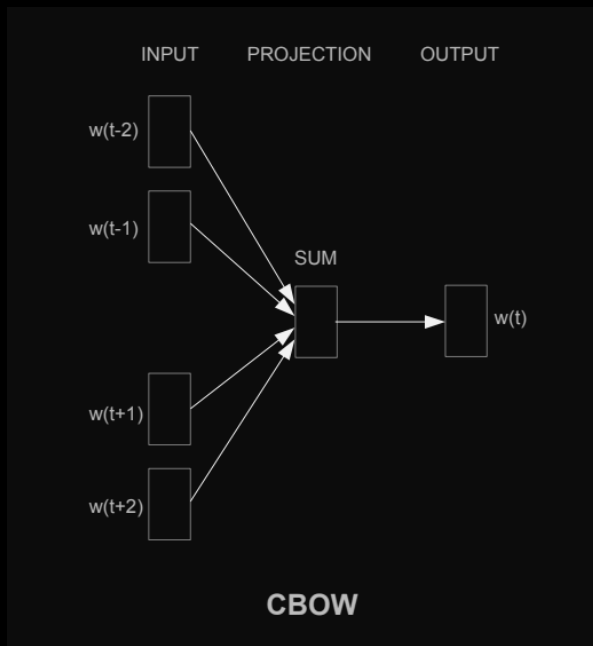 INPUT PROJECTION OUTPUT
w(t-2)
w(t-1)
SUM
w(t)
w(t+1)
w(t+2)
CBOW